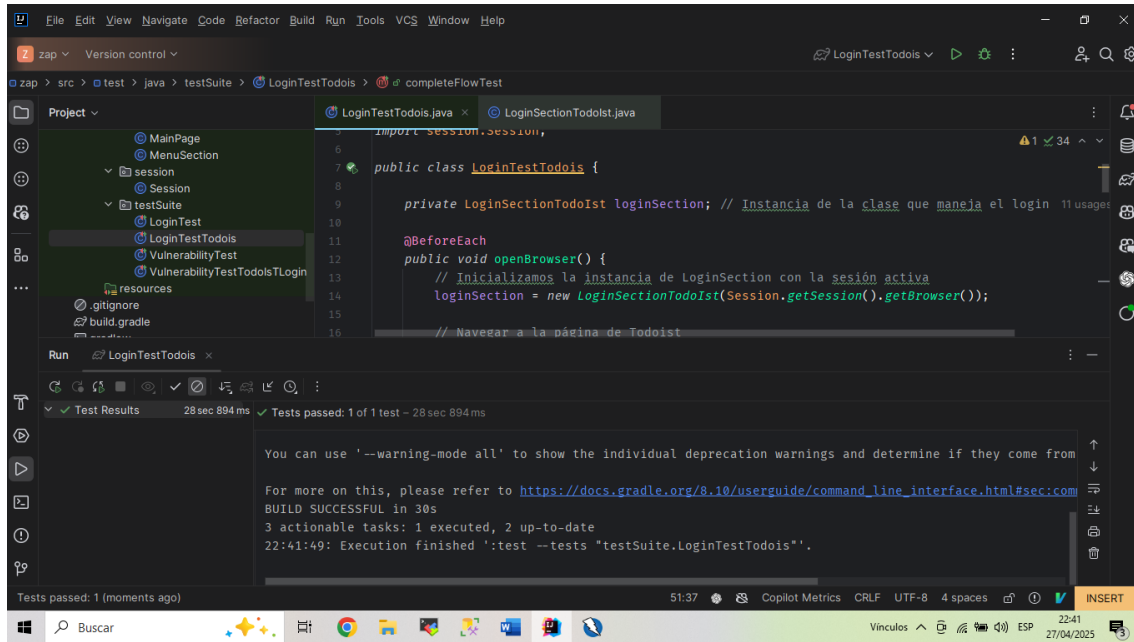 File Edit View Navigate Code Refactor Build Run Tools VCS Window Help
Z zap Version control LoginTestTodois
zap > src > test > java > testSuite > LoginTestTodois > completeFlowTest
Project LoginTestTodois.java × LoginSectionTodoIst.java
MainPage
MenuSection
session
Session
testSuite
LoginTest
LoginTestTodois
VulnerabilityTest
VulnerabilityTestTodoIsTLogin
resources
.gitignore
build.gradle
5 import session.Session;
1 34
6
7 public class LoginTestTodois {
8
9 private LoginSectionTodoIst loginSection; // Instancia de la clase que maneja el login 11 usages
10
11 @BeforeEach
12 public void openBrowser() {
13 // Inicializamos la instancia de LoginSection con la sesión activa
14 loginSection = new LoginSectionTodoIst(Session.getSession().getBrowser());
15
16 // Navegar a la página de Todoist
Run LoginTestTodois ×
Test Results 28 sec 894 ms Tests passed: 1 of 1 test – 28 sec 894 ms
You can use '--warning-mode all' to show the individual deprecation warnings and determine if they come from
For more on this, please refer to https://docs.gradle.org/8.10/userguide/command_line_interface.html#sec:com
BUILD SUCCESSFUL in 30s
3 actionable tasks: 1 executed, 2 up-to-date
22:41:49: Execution finished ':test --tests "testSuite.LoginTestTodois"'.
Tests passed: 1 (moments ago) 51:37 Copilot Metrics CRLF UTF-8 4 spaces INSERT
Buscar Vínculos ESP 22:41
27/04/2025 3